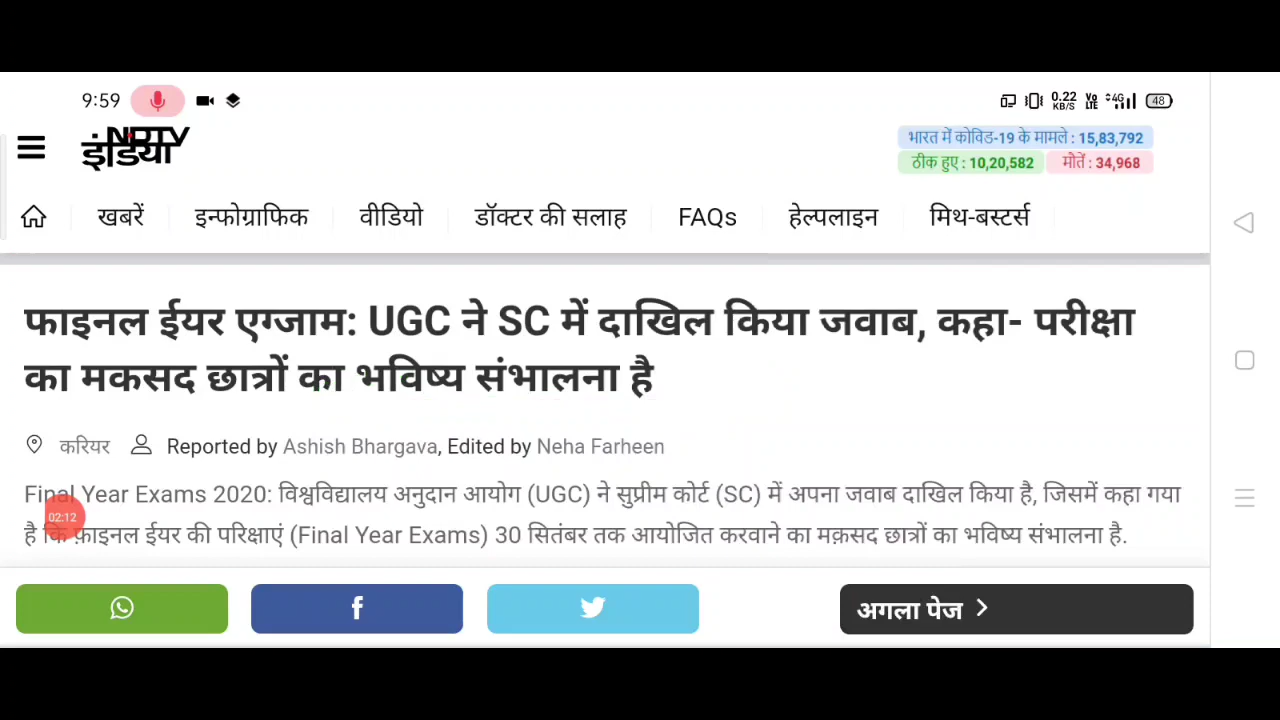 9:59
0.22 KB/S Vo LTE 4G 48
NDTV
इंडिया
भारत में कोविड-19 के मामले : 15,83,792
ठीक हुए : 10,20,582 मौतें : 34,968
खबरें इन्फोग्राफिक वीडियो डॉक्टर की सलाह FAQs हेल्पलाइन मिथ-बस्टर्स
फाइनल ईयर एग्जाम: UGC ने SC में दाखिल किया जवाब, कहा- परीक्षा
का मकसद छात्रों का भविष्य संभालना है
करियर Reported by Ashish Bhargava, Edited by Neha Farheen
Final Year Exams 2020: विश्वविद्यालय अनुदान आयोग (UGC) ने सुप्रीम कोर्ट (SC) में अपना जवाब दाखिल किया है, जिसमें कहा गया
02:12
है कि फ़ाइनल ईयर की परिक्षाएं (Final Year Exams) 30 सितंबर तक आयोजित करवाने का मक़सद छात्रों का भविष्य संभालना है.
अगला पेज